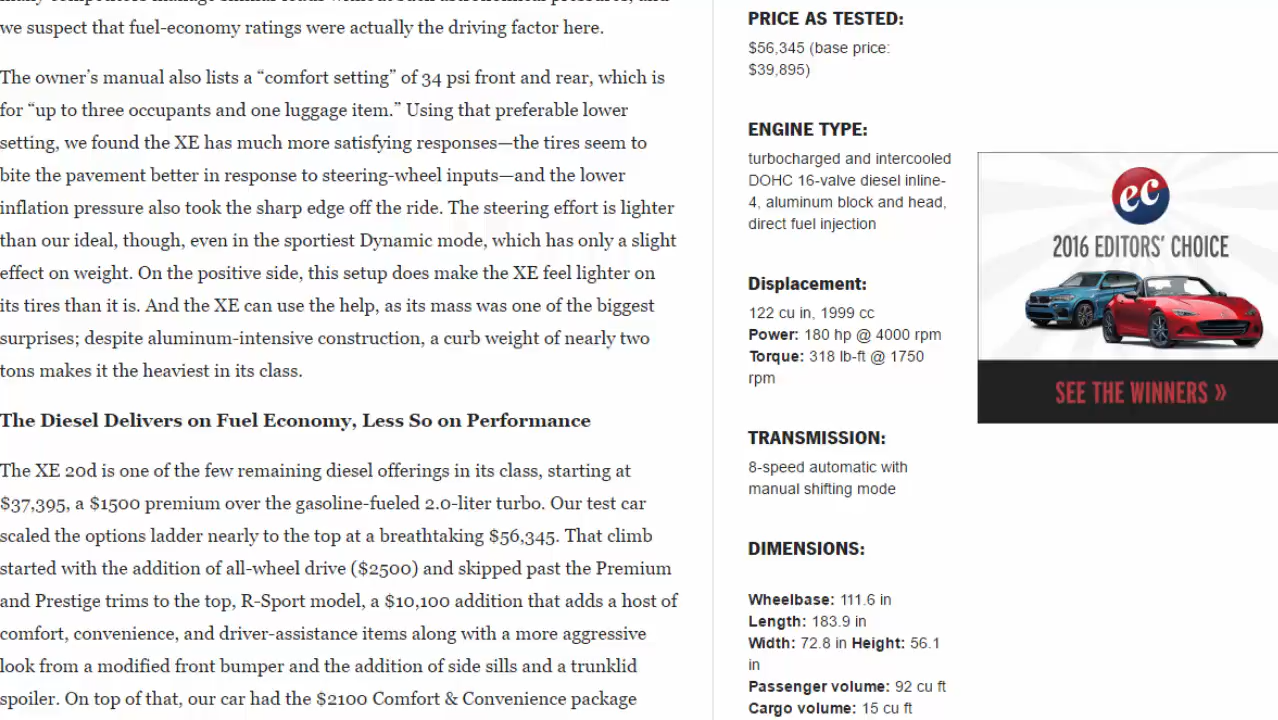 we suspect that fuel-economy ratings were actually the driving factor here.
The owner’s manual also lists a “comfort setting” of 34 psi front and rear, which is
for “up to three occupants and one luggage item.” Using that preferable lower
setting, we found the XE has much more satisfying responses—the tires seem to
bite the pavement better in response to steering-wheel inputs—and the lower
inflation pressure also took the sharp edge off the ride. The steering effort is lighter
than our ideal, though, even in the sportiest Dynamic mode, which has only a slight
effect on weight. On the positive side, this setup does make the XE feel lighter on
its tires than it is. And the XE can use the help, as its mass was one of the biggest
surprises; despite aluminum-intensive construction, a curb weight of nearly two
tons makes it the heaviest in its class.
The Diesel Delivers on Fuel Economy, Less So on Performance
The XE 20d is one of the few remaining diesel offerings in its class, starting at
$37,395, a $1500 premium over the gasoline-fueled 2.0-liter turbo. Our test car
scaled the options ladder nearly to the top at a breathtaking $56,345. That climb
started with the addition of all-wheel drive ($2500) and skipped past the Premium
and Prestige trims to the top, R-Sport model, a $10,100 addition that adds a host of
comfort, convenience, and driver-assistance items along with a more aggressive
look from a modified front bumper and the addition of side sills and a trunklid
spoiler. On top of that, our car had the $2100 Comfort & Convenience package
PRICE AS TESTED:
$56,345 (base price:
$39,895)
ENGINE TYPE:
turbocharged and intercooled
DOHC 16-valve diesel inline-
4, aluminum block and head,
direct fuel injection
Displacement:
122 cu in, 1999 cc
Power: 180 hp @ 4000 rpm
Torque: 318 lb-ft @ 1750
rpm
TRANSMISSION:
8-speed automatic with
manual shifting mode
DIMENSIONS:
Wheelbase: 111.6 in
Length: 183.9 in
Width: 72.8 in Height: 56.1
in
Passenger volume: 92 cu ft
Cargo volume: 15 cu ft
ec
2016 EDITORS’ CHOICE
SEE THE WINNERS »